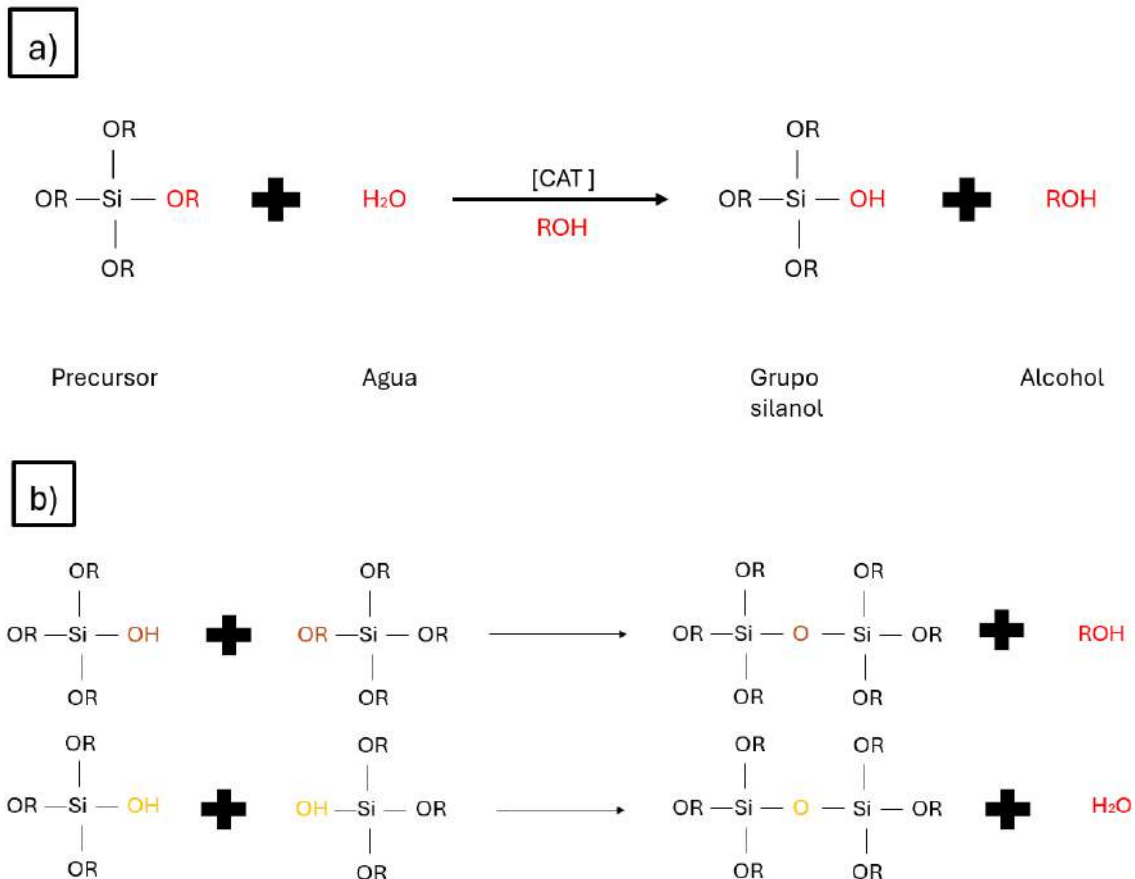 a)
OR OR
[CAT]
OR Si OR H₂O OR Si OH ROH
ROH
OR OR
Precursor Agua Grupo Alcohol
silanol
b)
OR OR OR OR
OR Si OH OR Si OR OR Si O Si OR ROH
OR OR OR OR
OR OR OR OR
OR Si OH OH Si OR OR Si O Si OR H₂O
OR OR OR OR